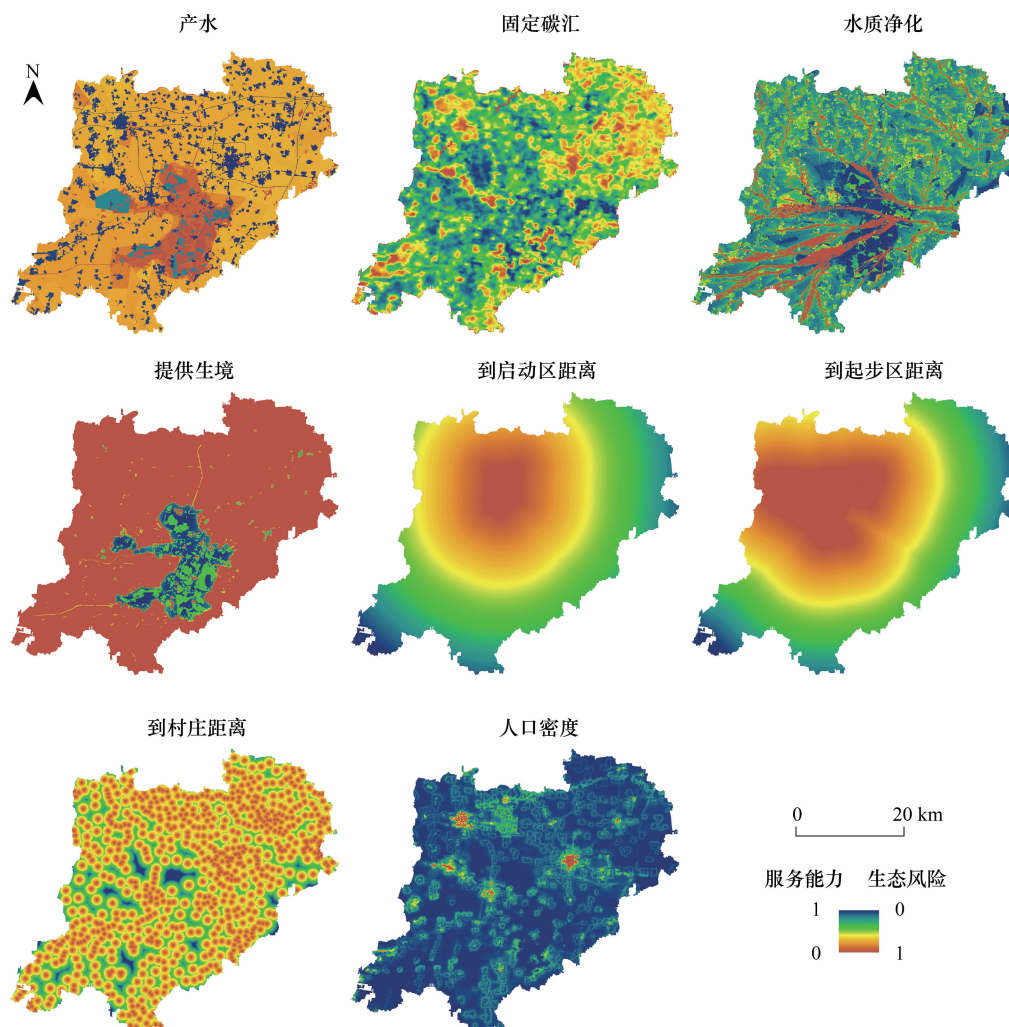 产水
固定碳汇
水质净化
N
提供生境
到启动区距离
到起步区距离
到村庄距离
人口密度
0 20 km
服务能力 生态风险
1 0
0 1